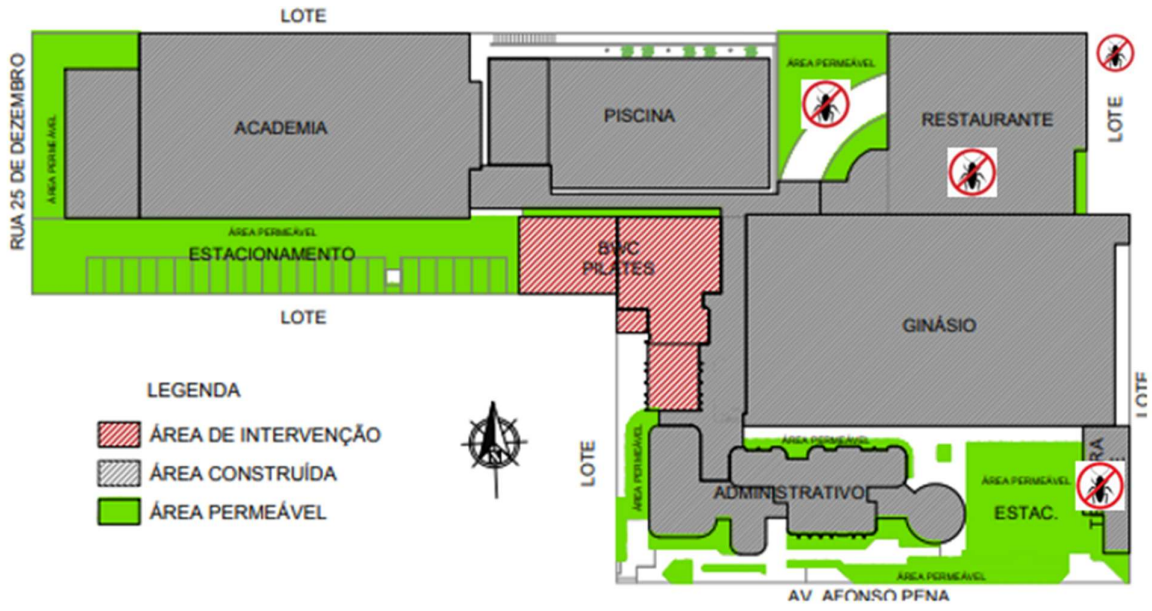 LOTE
RUA 25 DE DEZEMBRO
ÁREA PERMEÁVEL
ACADEMIA
PISCINA
ÁREA PERMEÁVEL
RESTAURANTE
LOTE
ÁREA PERMEÁVEL
ESTACIONAMENTO
BWC
PILATES
LOTE
GINÁSIO
LOTE
LEGENDA
ÁREA DE INTERVENÇÃO
ÁREA CONSTRUÍDA
ÁREA PERMEÁVEL
N
LOTE
ÁREA PERMEÁVEL
ÁREA PERMEÁVEL
ADMINISTRATIVO
ÁREA PERMEÁVEL
ESTAC.
ÁREA PERMEÁVEL
AV. AFONSO PENA